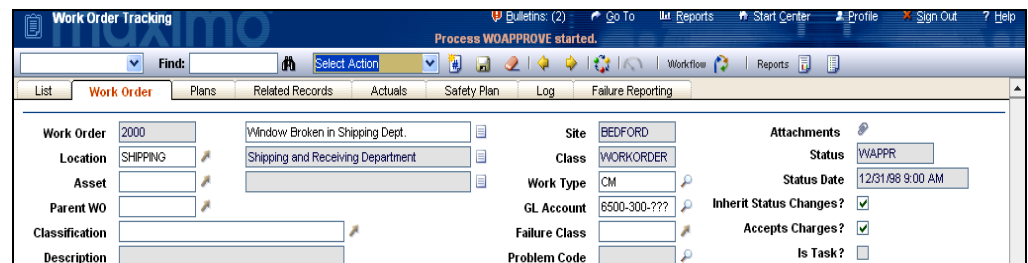 Work Order Tracking
Bulletins: (2) Go To Reports Start Center Profile Sign Out ? Help
maximo
Process WOAPPROVE started.
Find: Select Action Workflow Reports
List Work Order Plans Related Records Actuals Safety Plan Log Failure Reporting
Work Order 2000 Window Broken in Shipping Dept. Site BEDFORD Attachments
Location SHIPPING Shipping and Receiving Department Class WORKORDER Status WAPPR
Asset Work Type CM Status Date 12/31/98 9:00 AM
Parent WO GL Account 6500-300-??? Inherit Status Changes?
Classification Failure Class Accepts Charges?
Description Problem Code Is Task?